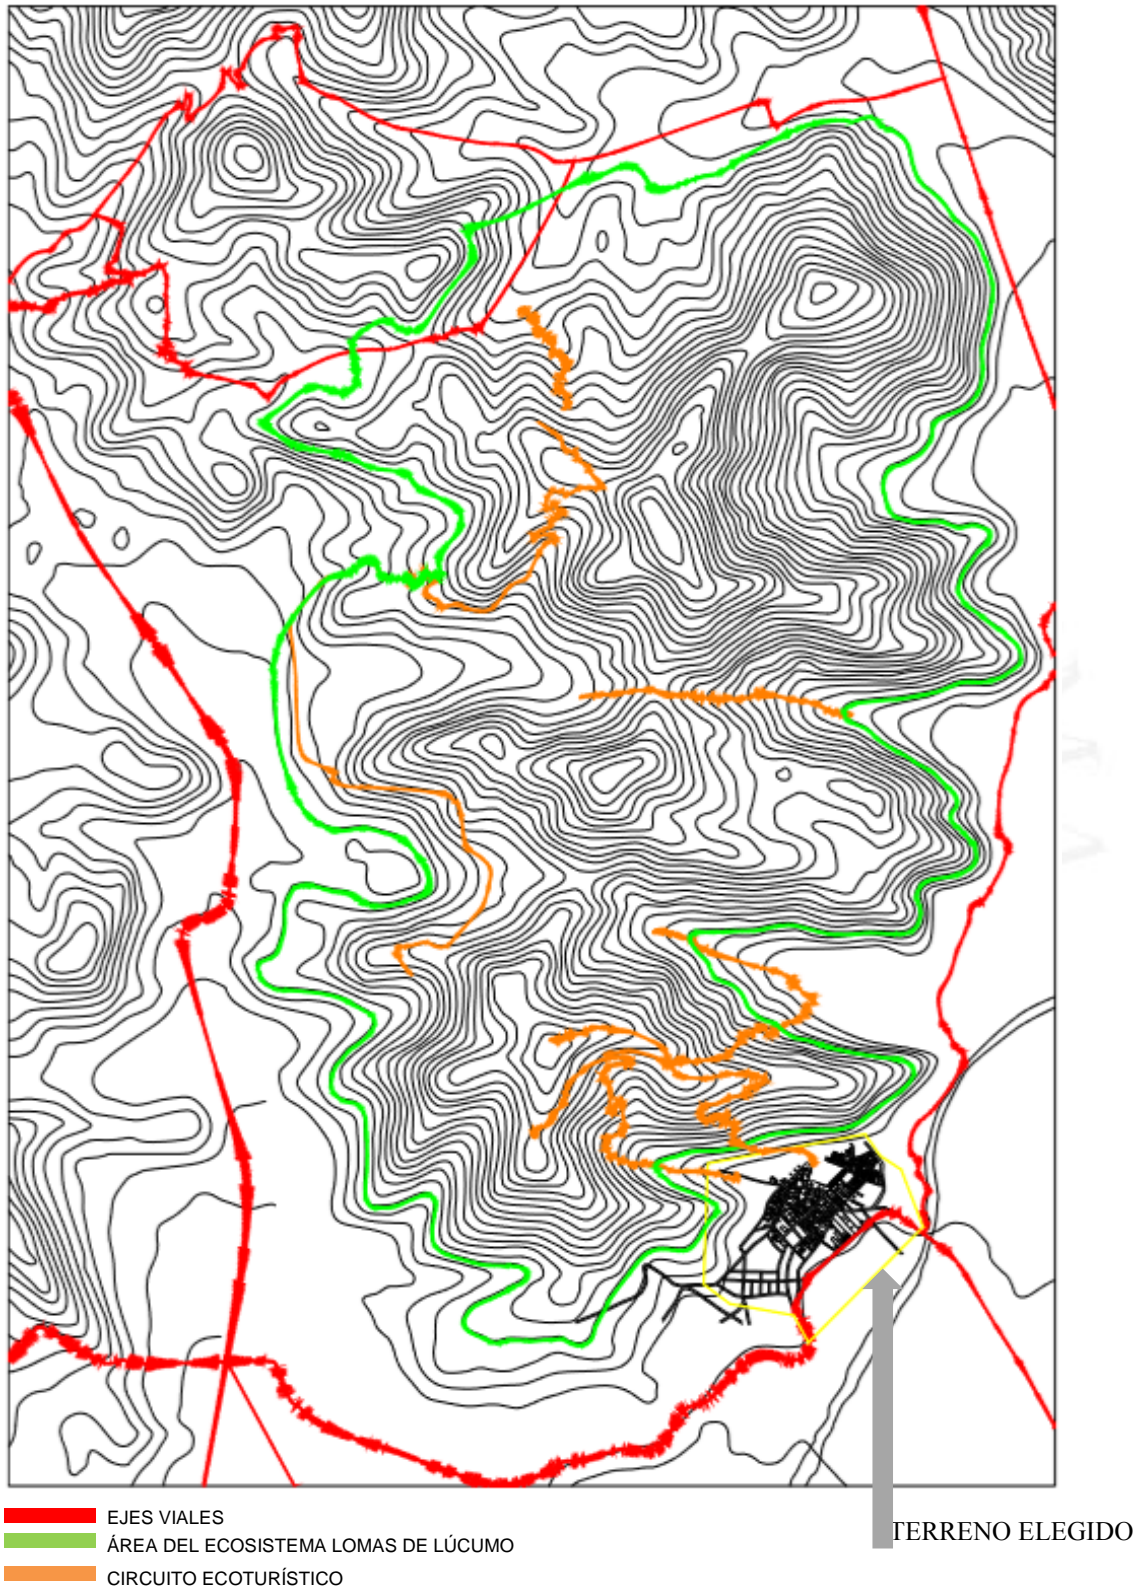 EJES VIALES
ÁREA DEL ECOSISTEMA LOMAS DE LÚCUMO
TERRENO ELEGIDO
CIRCUITO ECOTURÍSTICO